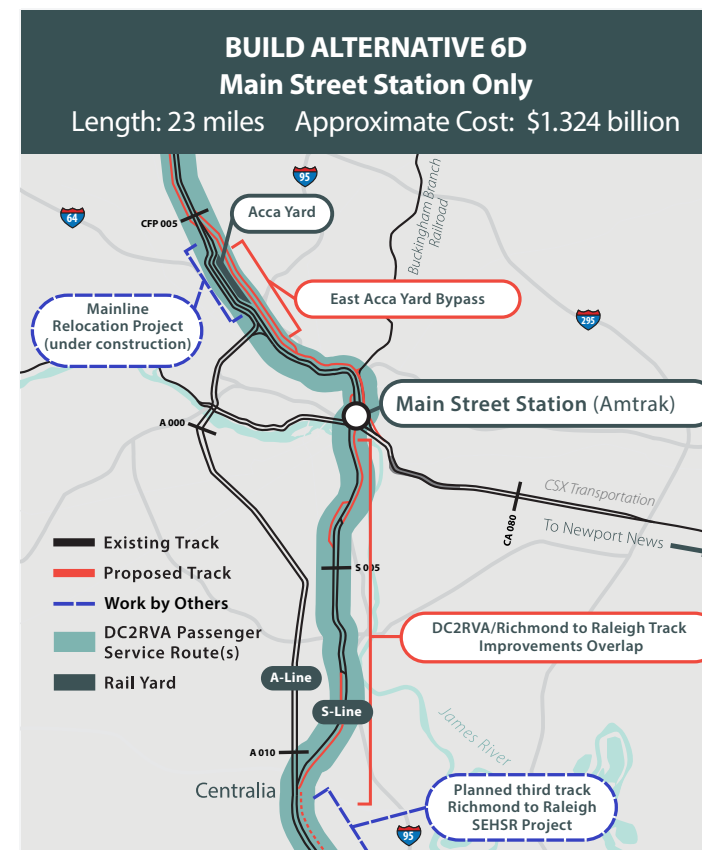 BUILD ALTERNATIVE 6D
Main Street Station Only
Length: 23 miles Approximate Cost: $1.324 billion
95
64
CFP 005
Acca Yard
Buckingham Branch
Railroad
East Acca Yard Bypass
Mainline
Relocation Project
(under construction)
295
Main Street Station (Amtrak)
A 000
CSX Transportation
CA 080
To Newport News
Existing Track
Proposed Track
Work by Others
DC2RVA Passenger
Service Route(s)
Rail Yard
S 005
DC2RVA/Richmond to Raleigh Track
Improvements Overlap
A-Line
S-Line
James River
A 010
Centralia
Planned third track
Richmond to Raleigh
SEHSR Project
95